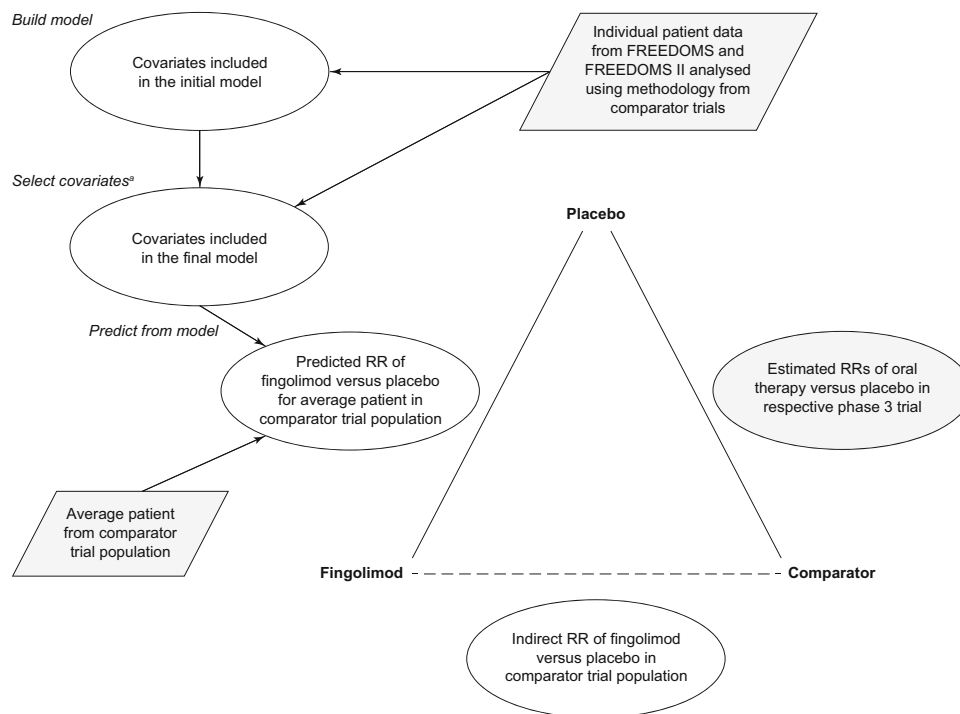 Build model
Covariates included
in the initial model
Individual patient data
from FREEDOMS and
FREEDOMS II analysed
using methodology from
comparator trials
Select covariatesᵃ
Covariates included
in the final model
Placebo
Predict from model
Predicted RR of
fingolimod versus placebo
for average patient in
comparator trial population
Estimated RRs of oral
therapy versus placebo in
respective phase 3 trial
Average patient
from comparator
trial population
Fingolimod
Comparator
Indirect RR of fingolimod
versus placebo in
comparator trial population